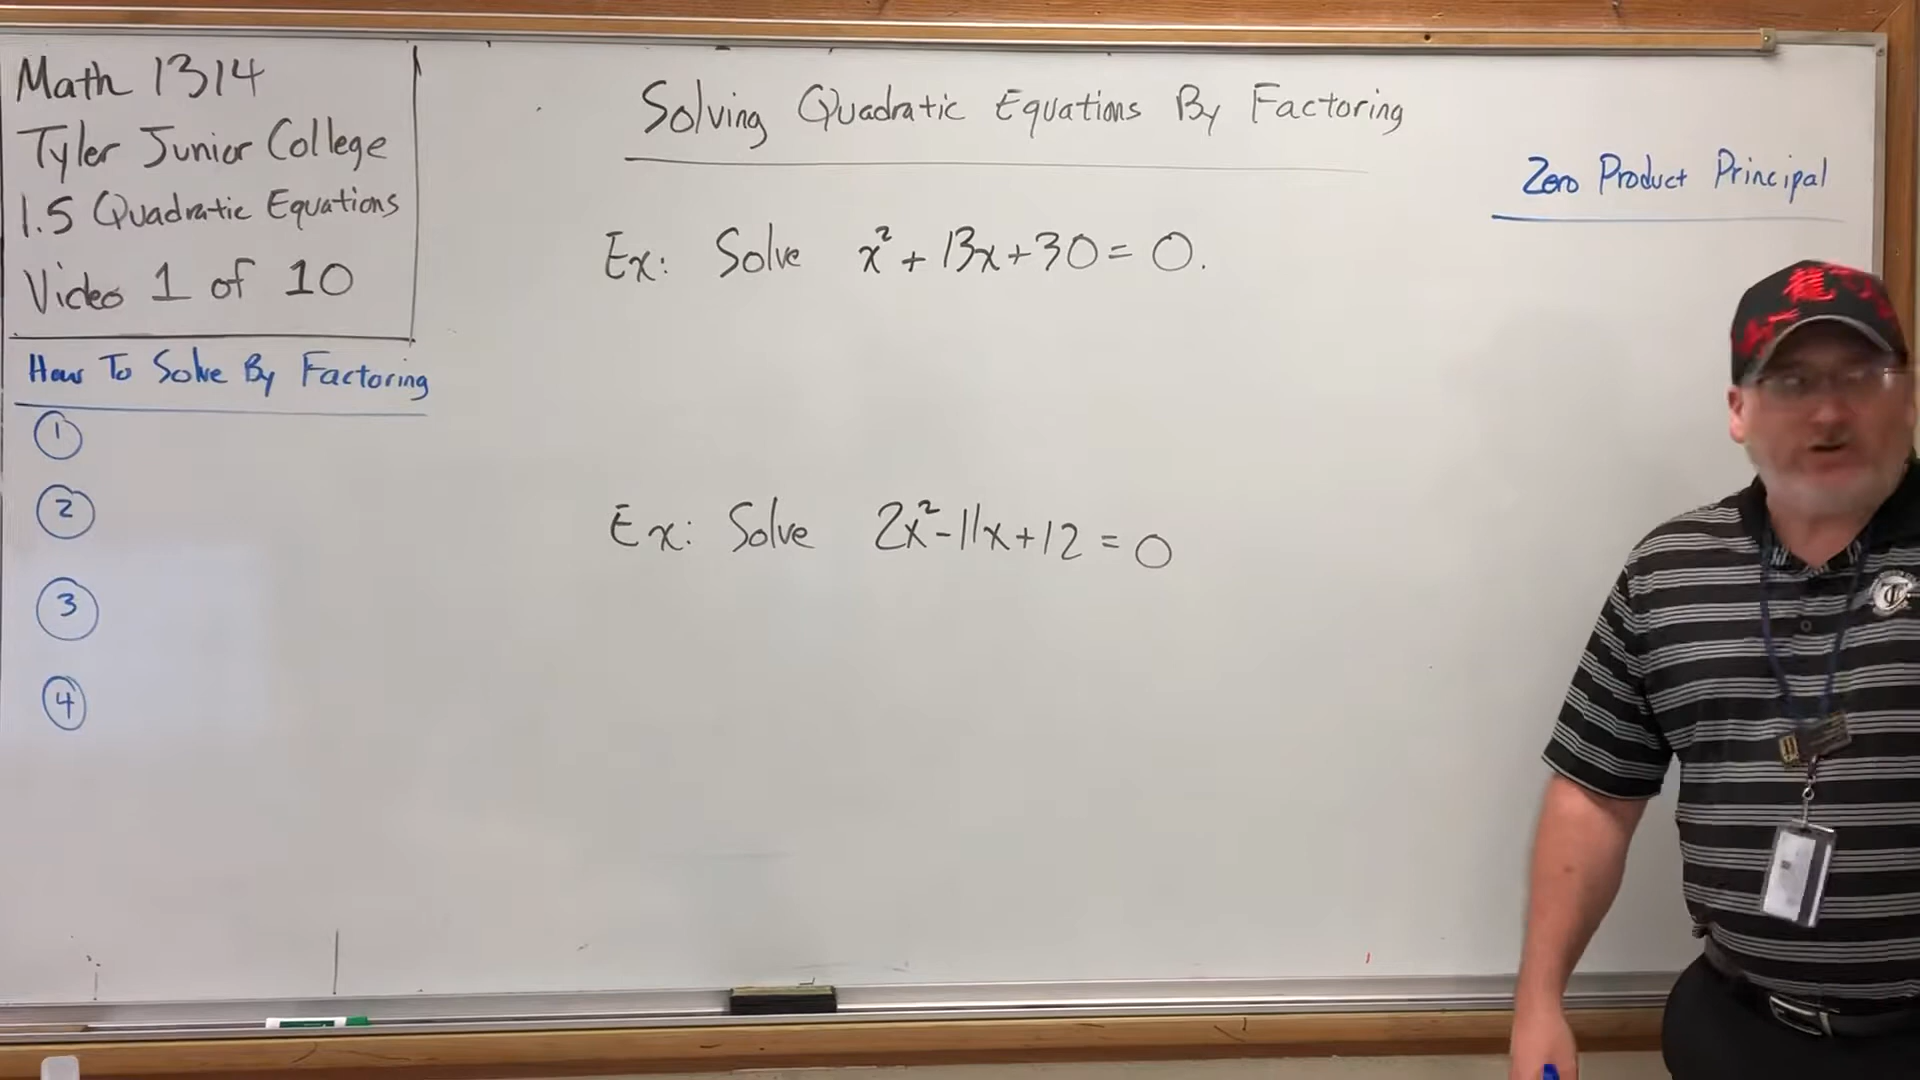 Math 1314
Tyler Junior College
1.5 Quadratic Equations
Video 1 of 10
How To Solve By Factoring
1
2
3
4
Solving Quadratic Equations By Factoring
Ex: Solve x² + 13x + 30 = 0.
Ex: Solve 2x² - 11x + 12 = 0
Zero Product Principal
龍